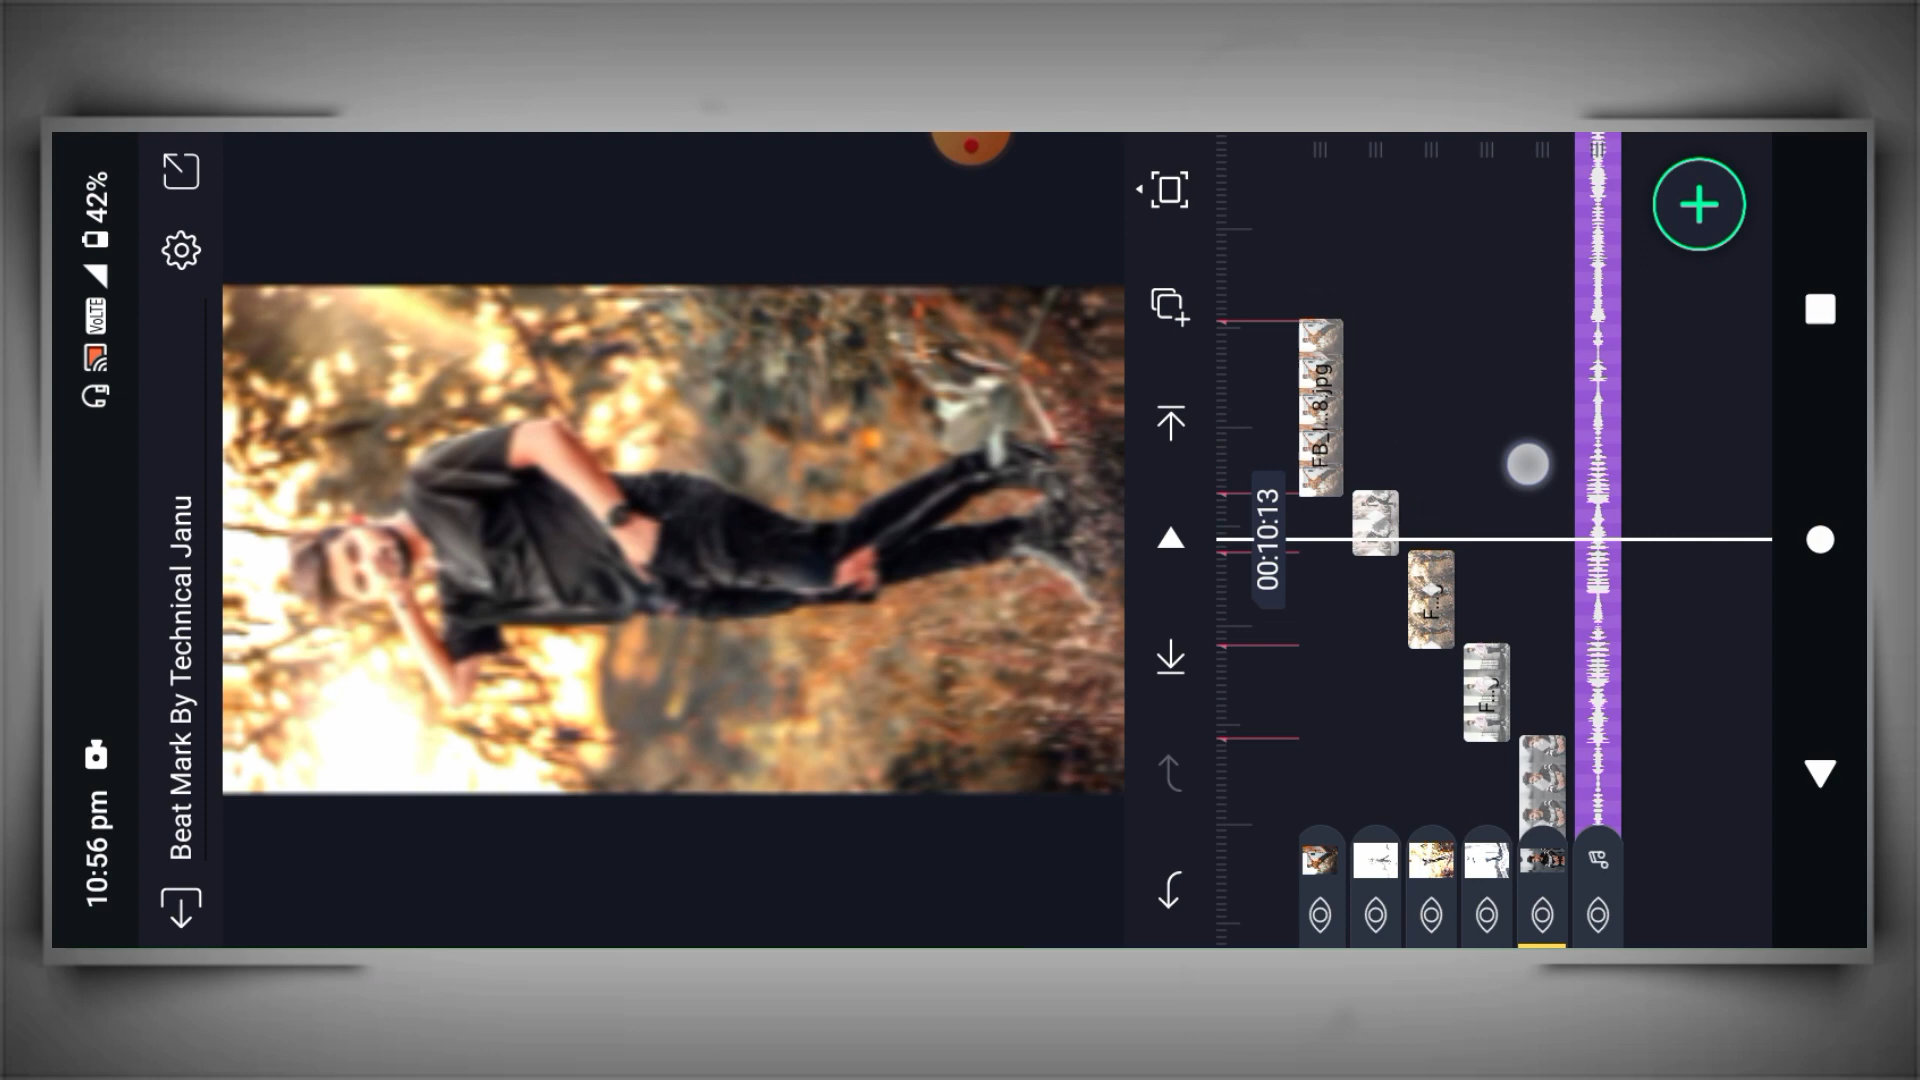 10:56 pm
VoLTE
42%
Beat Mark By Technical Janu
00:10:13
FB_I...8.jpg
F...
F...